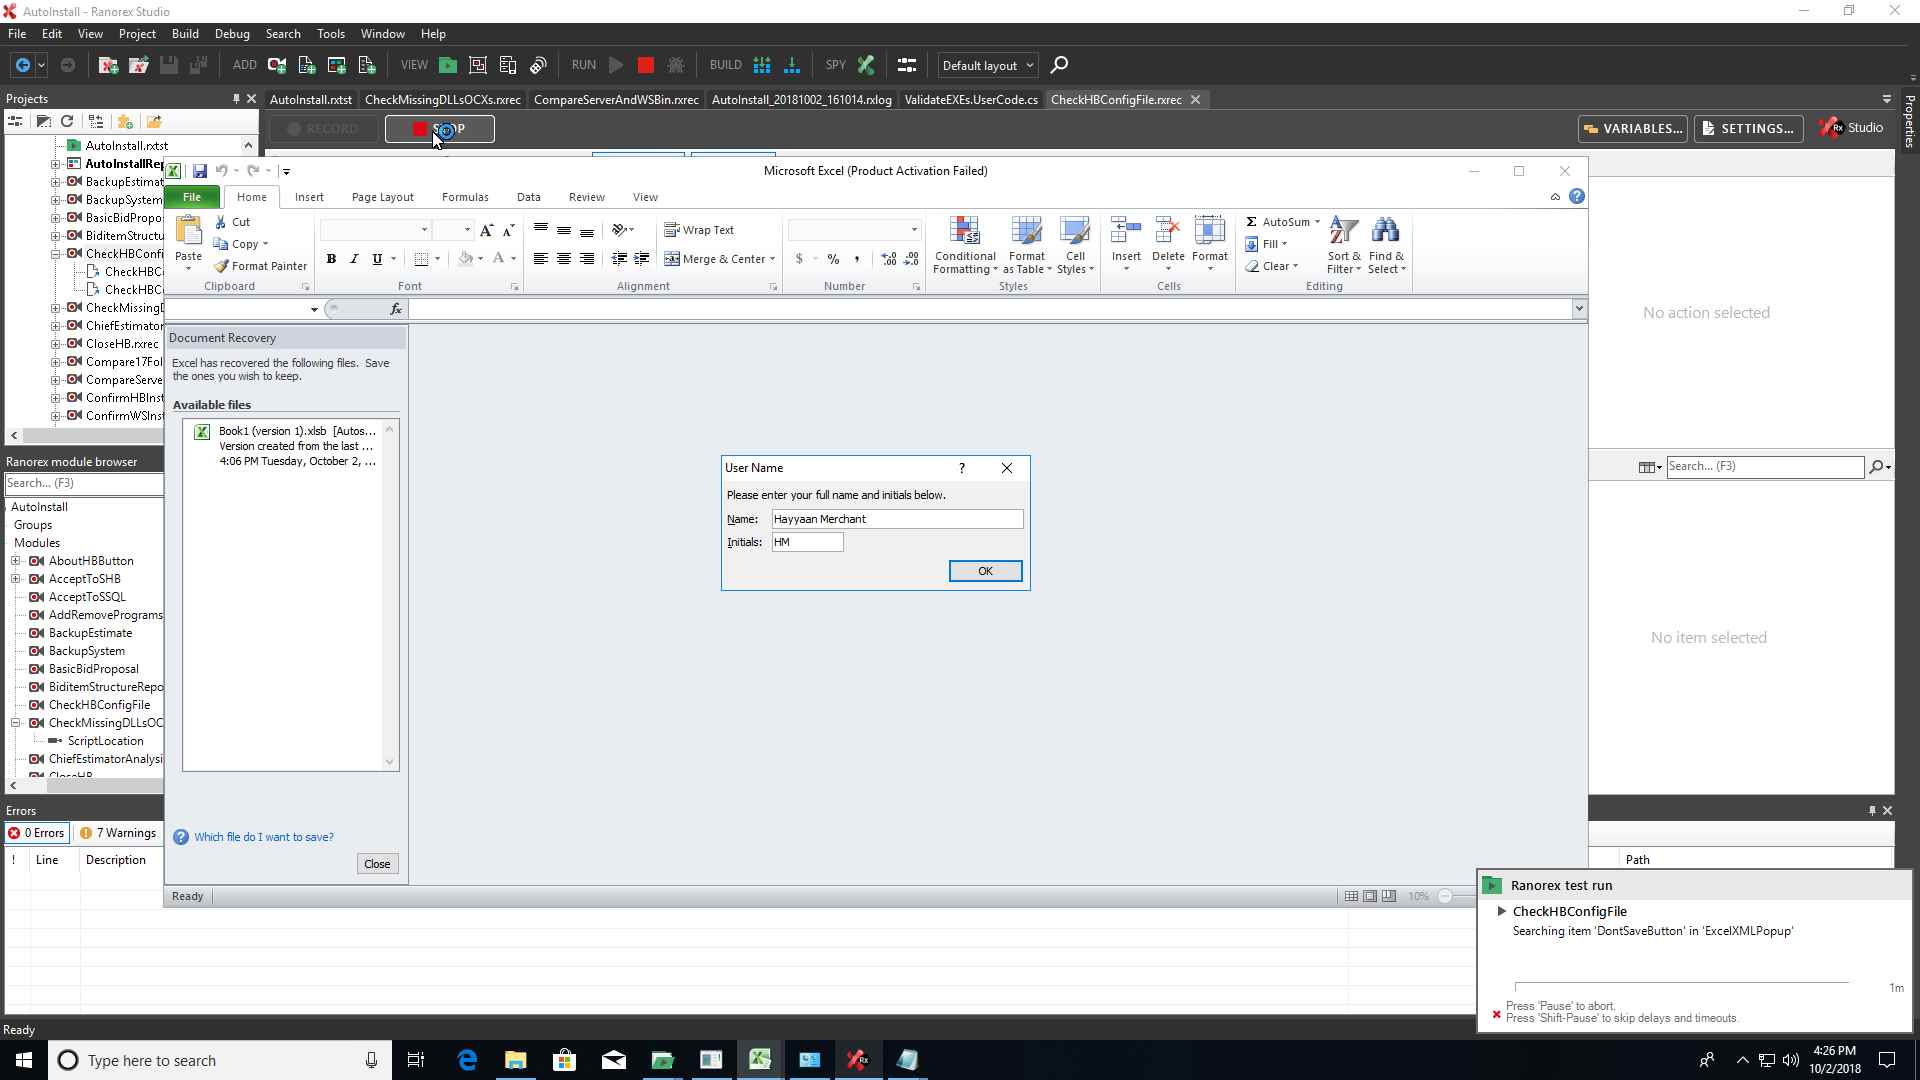 AutoInstall - Ranorex Studio
File Edit View Project Build Debug Search Tools Window Help
ADD VIEW RUN BUILD SPY Default layout
Projects
AutoInstall.rxtst CheckMissingDLLsOCXs.rxrec CompareServerAndWSBin.rxrec AutoInstall_20181002_161014.rxlog ValidateEXEs.UserCode.cs CheckHBConfigFile.rxrec
Properties
RECORD
VARIABLES... SETTINGS... Rx Studio
AutoInstall.rxtst
AutoInstallRep
BackupEstimat
BackupSystem
BasicBidPropo
BiditemStructu
CheckHBConfi
CheckHBC
CheckHBC
CheckMissingD
ChiefEstimator
CloseHB.rxrec
Compare17Fol
CompareServe
ConfirmHBInst
ConfirmWSInst
Microsoft Excel (Product Activation Failed)
File Home Insert Page Layout Formulas Data Review View
Paste
Cut
Copy
Format Painter
B I U
Wrap Text
Merge & Center
$ % ,
Conditional Formatting
Format as Table
Cell Styles
Insert Delete Format
AutoSum
Fill
Clear
Sort & Filter
Find & Select
Clipboard Font Alignment Number Styles Cells Editing
fx
Document Recovery
Excel has recovered the following files. Save
the ones you wish to keep.
Available files
Book1 (version 1).xlsb [Autos...
Version created from the last ...
4:06 PM Tuesday, October 2, ...
Which file do I want to save?
Close
Ready
10%
User Name
Please enter your full name and initials below.
Name: Hayyaan Merchant
Initials: HM
OK
No action selected
Search... (F3)
No item selected
Ranorex module browser
Search... (F3)
AutoInstall
Groups
Modules
AboutHBButton
AcceptToSHB
AcceptToSSQL
AddRemovePrograms
BackupEstimate
BackupSystem
BasicBidProposal
BiditemStructureRepo
CheckHBConfigFile
CheckMissingDLLsOC
ScriptLocation
ChiefEstimatorAnalysi
CloseHB
Errors
0 Errors 7 Warnings
! Line Description Path
Ranorex test run
CheckHBConfigFile
Searching item 'DontSaveButton' in 'ExcelXMLPopup'
1m
Press 'Pause' to abort.
Press 'Shift-Pause' to skip delays and timeouts.
Ready
Type here to search
4:26 PM
10/2/2018